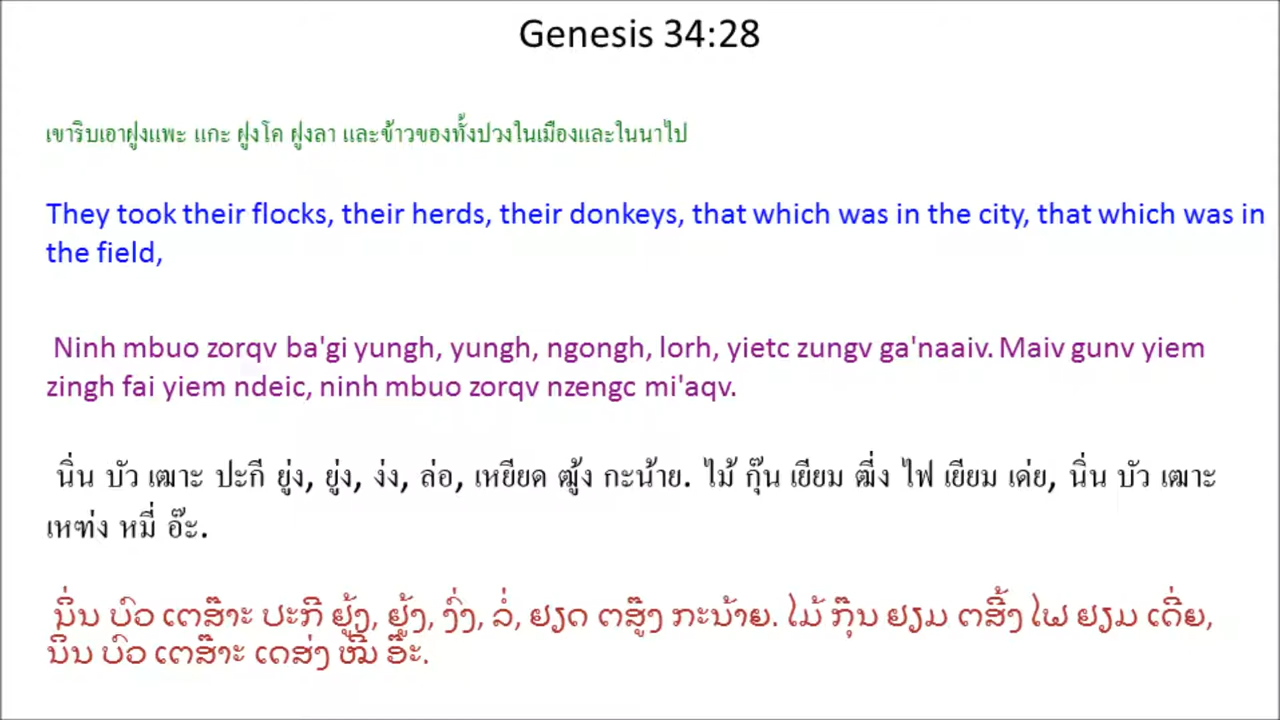 Genesis 34:28
เขาริบเอาฝูงแพะ แกะ ฝูงโค ฝูงลา และข้าวของทั้งปวงในเมืองและในนาไป
They took their flocks, their herds, their donkeys, that which was in the city, that which was in
the field,
Ninh mbuo zorqv ba'gi yungh, yungh, ngongh, lorh, yietc zungv ga'naaiv. Maiv gunv yiem
zingh fai yiem ndeic, ninh mbuo zorqv nzengc mi'aqv.
นิ่น บัว เฒาะ ปะกี ยู่ง, ยู่ง, ง่ง, ล่อ, เหยียด ฒู้ง กะน้าย. ไม้ กุ๊น เยียม ฒี่ง ไฟ เยียม เด่ย, นิ่น บัว เฒาะ
เหฑ่ง หมี่ อ๊ะ.
ນິ່ນ ບົວ ເຕສ໊າະ ປະກີ ຢູ້ງ, ຢູ້ງ, ງົ່ງ, ລໍ່, ຢຽດ ຕສູ໊ງ ກະນ້າຍ. ໄມ້ ກຸ໊ນ ຢຽມ ຕສີ້ງ ໄຟ ຢຽມ ເດີ່ຍ,
ນິ່ນ ບົວ ເຕສ໊າະ ເດສ່ງ ໝີ ອ໊ະ.